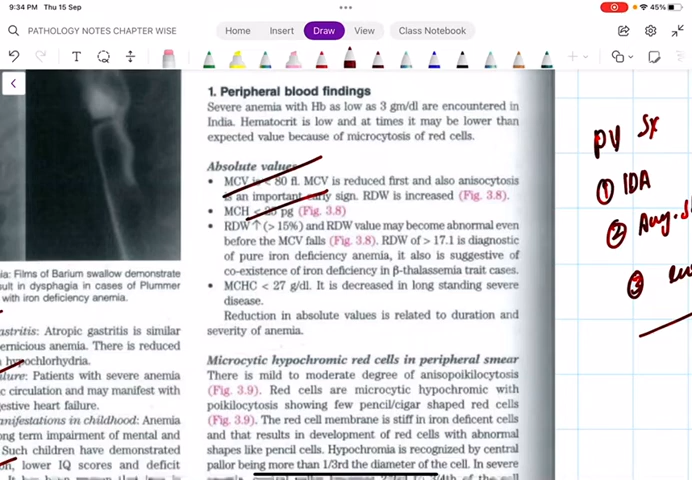 9:34 PM Thu 15 Sep
45%
PATHOLOGY NOTES CHAPTER WISE
Home Insert Draw View Class Notebook
T
1. Peripheral blood findings
Severe anemia with Hb as low as 3 gm/dl are encountered in
India. Hematocrit is low and at times it may be lower than
expected value because of microcytosis of red cells.
Absolute values
• MCV is < 80 fl. MCV is reduced first and also anisocytosis
is an important early sign. RDW is increased (Fig. 3.8).
• MCH < 25 pg (Fig. 3.8)
• RDW ↑ (> 15%) and RDW value may become abnormal even
before the MCV falls (Fig. 3.8). RDW of > 17.1 is diagnostic
of pure iron deficiency anemia, it also is suggestive of
co-existence of iron deficiency in β-thalassemia trait cases.
• MCHC < 27 g/dl. It is decreased in long standing severe
disease.
Reduction in absolute values is related to duration and
severity of anemia.
Microcytic hypochromic red cells in peripheral smear
There is mild to moderate degree of anisopoikilocytosis
(Fig. 3.9). Red cells are microcytic hypochromic with
poikilocytosis showing few pencil/cigar shaped red cells
(Fig. 3.9). The red cell membrane is stiff in iron deficient cells
and that results in development of red cells with abnormal
shapes like pencil cells. Hypochromia is recognized by central
pallor being more than 1/3rd the diameter of the cell. In severe
ia: Films of Barium swallow demonstrate
ult in dysphagia in cases of Plummer
with iron deficiency anemia.
astritis: Atropic gastritis is similar
ernicious anemia. There is reduced
hypochlorhydria.
ilure: Patients with severe anemia
c circulation and may manifest with
gestive heart failure.
anifestations in childhood: Anemia
ong term impairment of mental and
Such children have demonstrated
on, lower IQ scores and deficit
PV Sx
① IDA
②
③